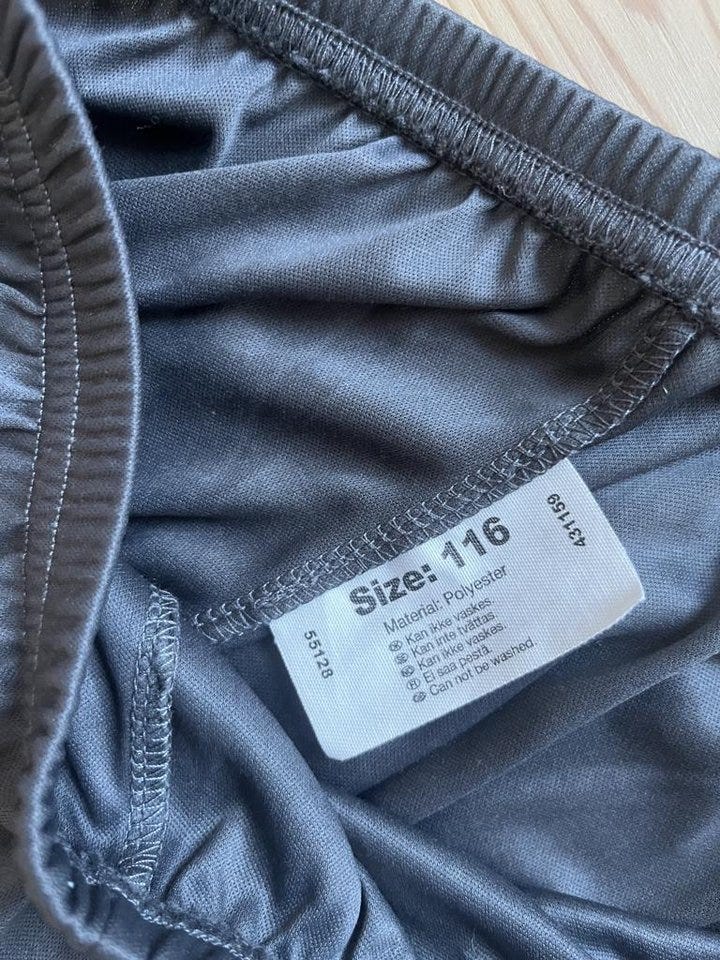 Size: 116
Material: Polyester
Kan ikke vaskes
Kan inte tvättas
Kan ikke vaskes.
Ei saa pestä.
Can not be washed.
55128
431159